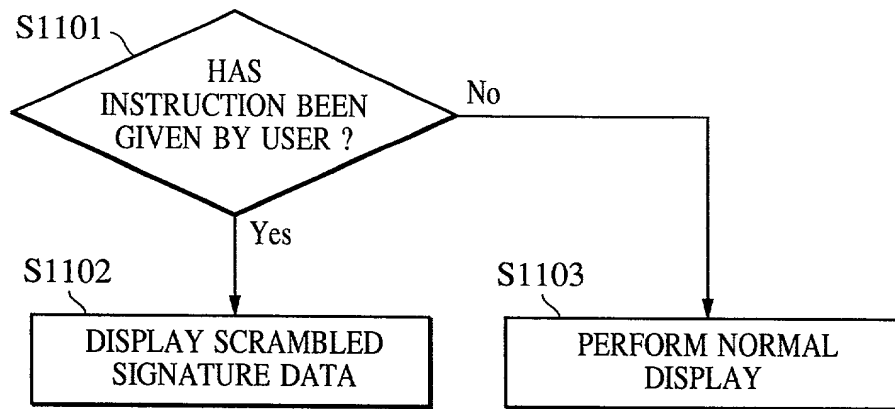 S1101
HAS
INSTRUCTION BEEN
GIVEN BY USER ?
No
Yes
S1102
DISPLAY SCRAMBLED
SIGNATURE DATA
S1103
PERFORM NORMAL
DISPLAY